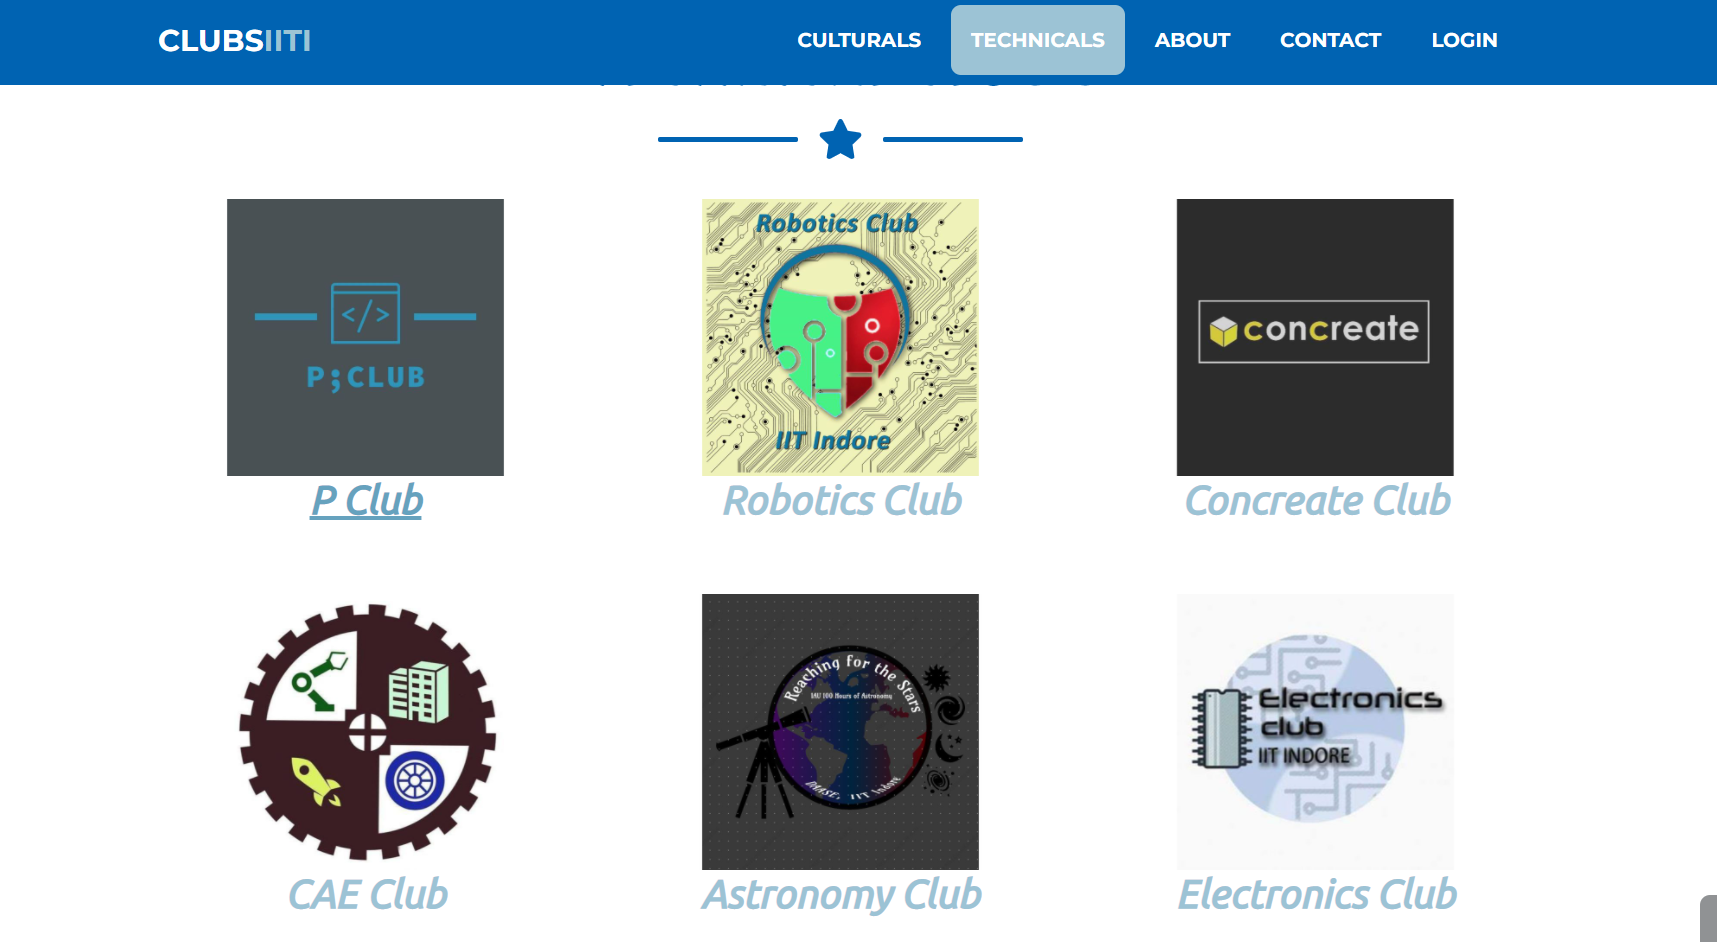 CLUBSIITI
CULTURALS
TECHNICALS
ABOUT
CONTACT
LOGIN
</>
P;CLUB
P Club
Robotics Club
IIT Indore
Robotics Club
concreate
Concreate Club
CAE Club
Reaching for the Stars
IAU 100 Hours of Astronomy
DAASE, IIT Indore
Astronomy Club
Electronics
club
IIT INDORE
Electronics Club